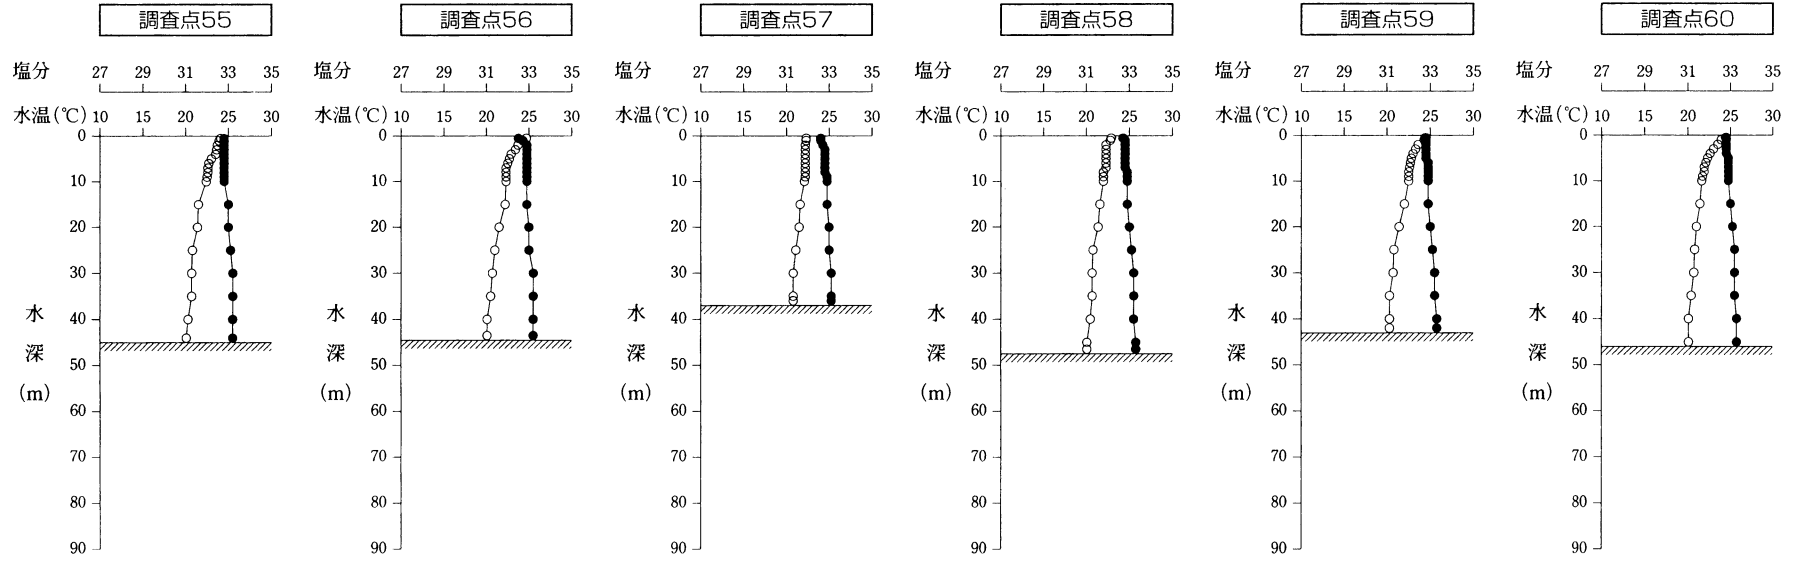 調査点55 調査点56 調査点57 調査点58 調査点59 調査点60
塩分 27 29 31 33 35 塩分 27 29 31 33 35 塩分 27 29 31 33 35 塩分 27 29 31 33 35 塩分 27 29 31 33 35 塩分 27 29 31 33 35
水温(℃) 10 15 20 25 30 水温(℃) 10 15 20 25 30 水温(℃) 10 15 20 25 30 水温(℃) 10 15 20 25 30 水温(℃) 10 15 20 25 30 水温(℃) 10 15 20 25 30
0 0 0 0 0 0
10 10 10 10 10 10
20 20 20 20 20 20
30 30 30 30 30 30
水 水 水 水 水 水
40 40 40 40 40 40
深 深 深 深 深 深
50 50 50 50 50 50
(m) (m) (m) (m) (m) (m)
60 60 60 60 60 60
70 70 70 70 70 70
80 80 80 80 80 80
90 90 90 90 90 90